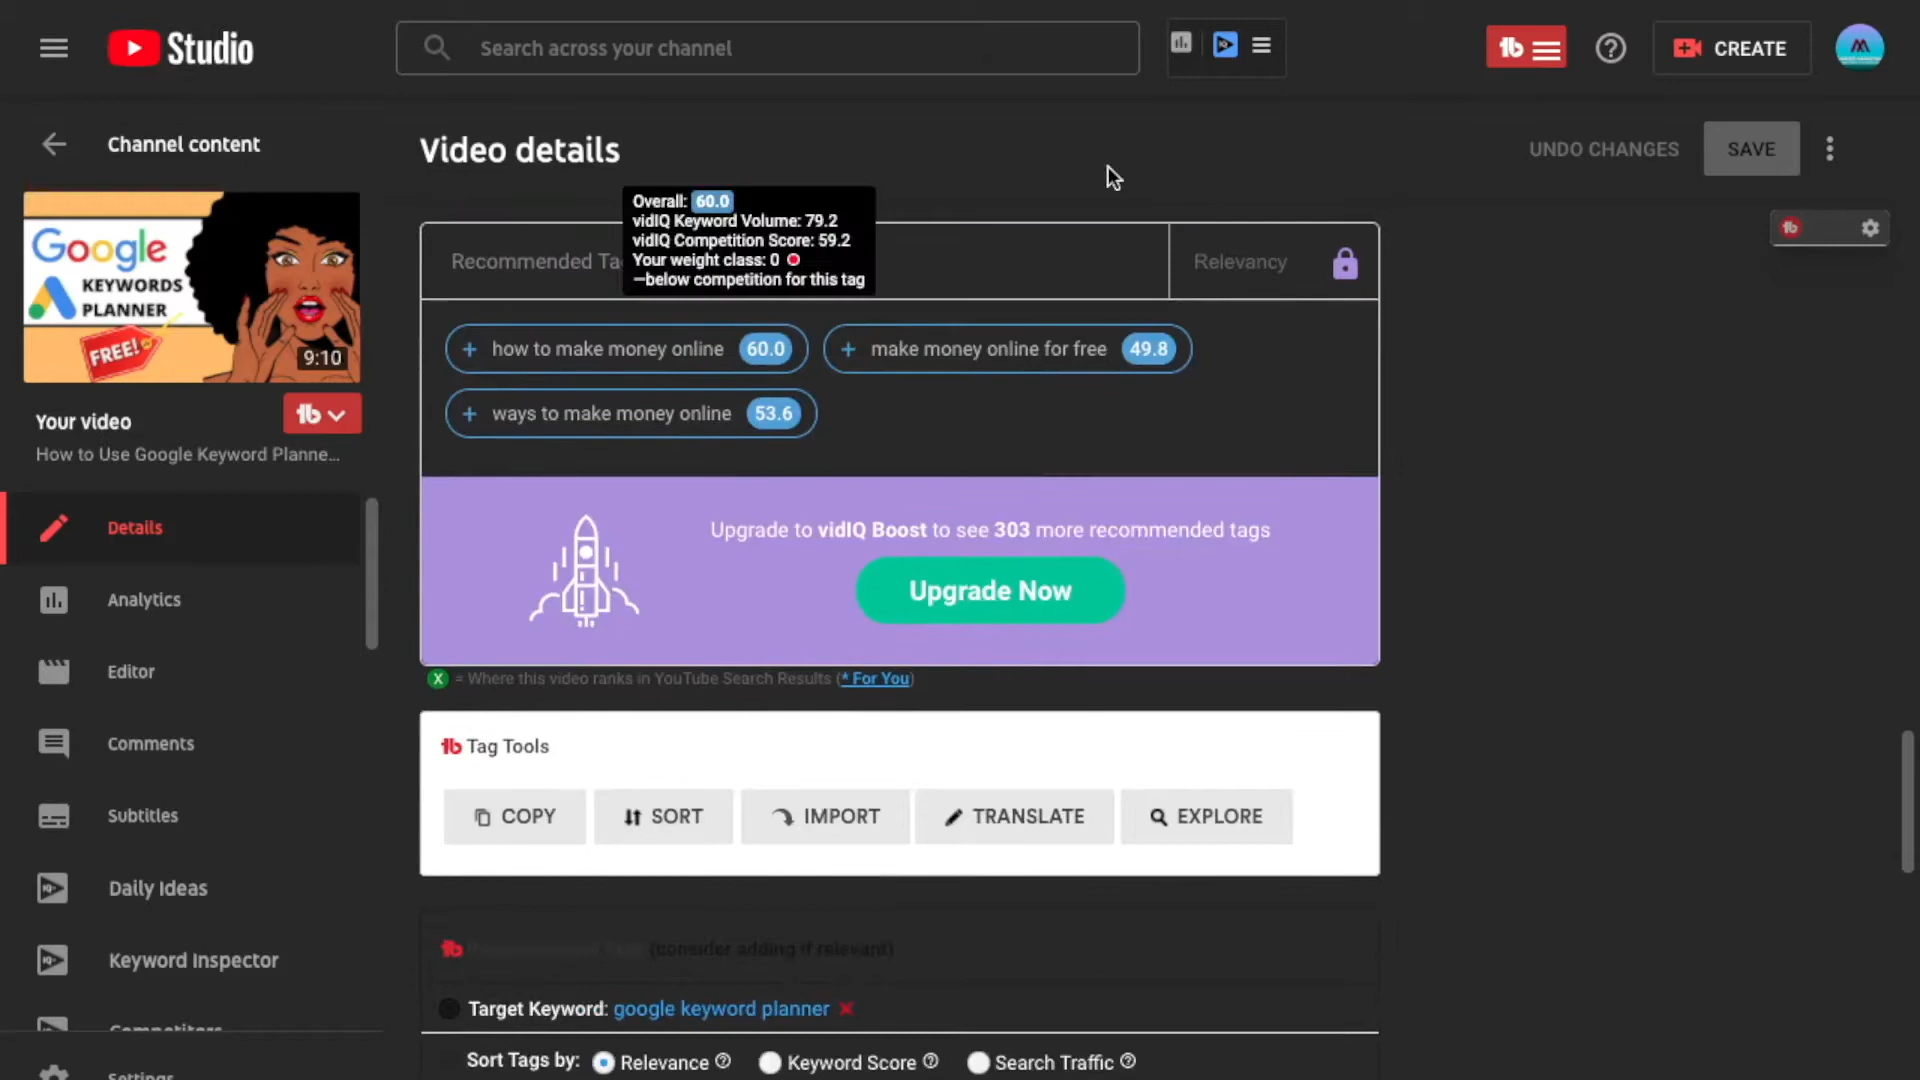 Studio
Search across your channel
CREATE
Channel content
Video details
UNDO CHANGES
SAVE
Google
KEYWORDS
PLANNER
FREE!
9:10
Your video
How to Use Google Keyword Planne...
Details
Analytics
Editor
Comments
Subtitles
Daily Ideas
Keyword Inspector
Competitors
Settings
Overall: 60.0
vidIQ Keyword Volume: 79.2
vidIQ Competition Score: 59.2
Your weight class: 0
—below competition for this tag
Recommended Ta
Relevancy
+ how to make money online 60.0
+ make money online for free 49.8
+ ways to make money online 53.6
Upgrade to vidIQ Boost to see 303 more recommended tags
Upgrade Now
X = Where this video ranks in YouTube Search Results (* For You)
tb Tag Tools
COPY
SORT
IMPORT
TRANSLATE
EXPLORE
tb (consider adding if relevant)
Target Keyword: google keyword planner
Sort Tags by: Relevance ? Keyword Score ? Search Traffic ?